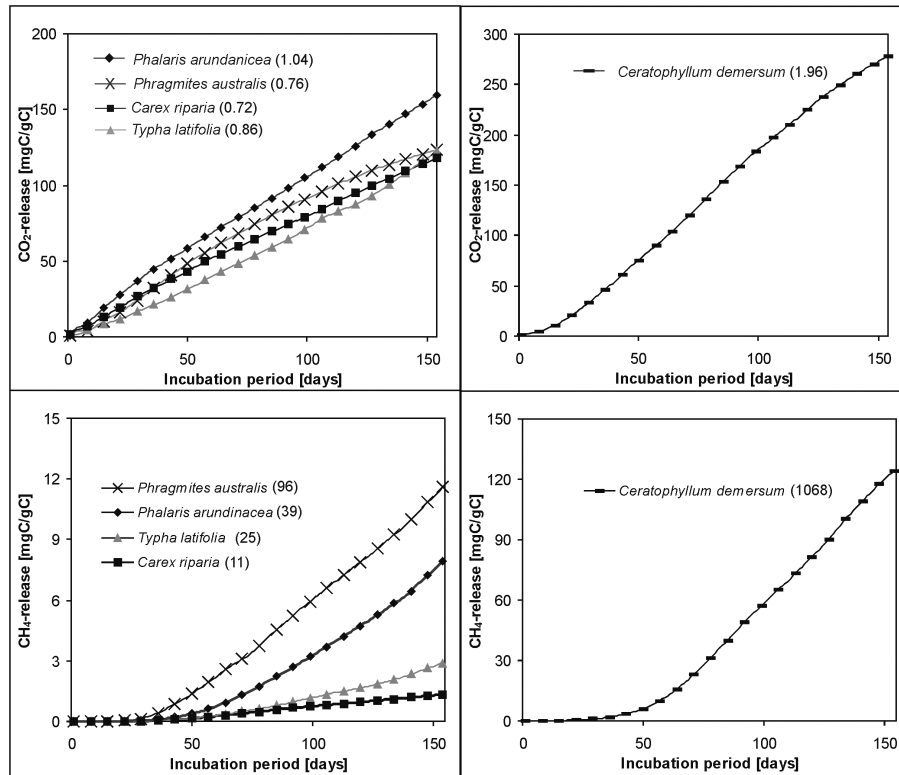 200
150
100
50
0
CO₂-release [mgC/gC]
Phalaris arundanicea (1.04)
Phragmites australis (0.76)
Carex riparia (0.72)
Typha latifolia (0.86)
0 50 100 150
Incubation period [days]
300
250
200
150
100
50
0
CO₂-release [mgC/gC]
Ceratophyllum demersum (1.96)
0 50 100 150
Incubation period [days]
15
12
9
6
3
0
CH₄-release [mgC/gC]
Phragmites australis (96)
Phalaris arundinacea (39)
Typha latifolia (25)
Carex riparia (11)
0 50 100 150
Incubation period [days]
150
120
90
60
30
0
CH₄-release [mgC/gC]
Ceratophyllum demersum (1068)
0 50 100 150
Incubation period [days]